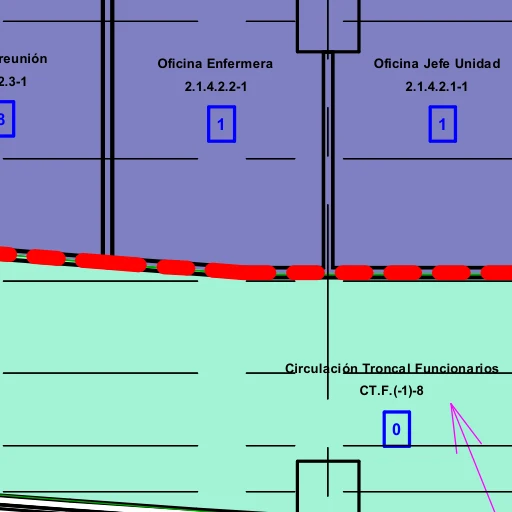 reunión
2.3-1
3
Oficina Enfermera
2.1.4.2.2-1
1
Oficina Jefe Unidad
2.1.4.2.1-1
1
Circulación Troncal Funcionarios
CT.F.(-1)-8
0